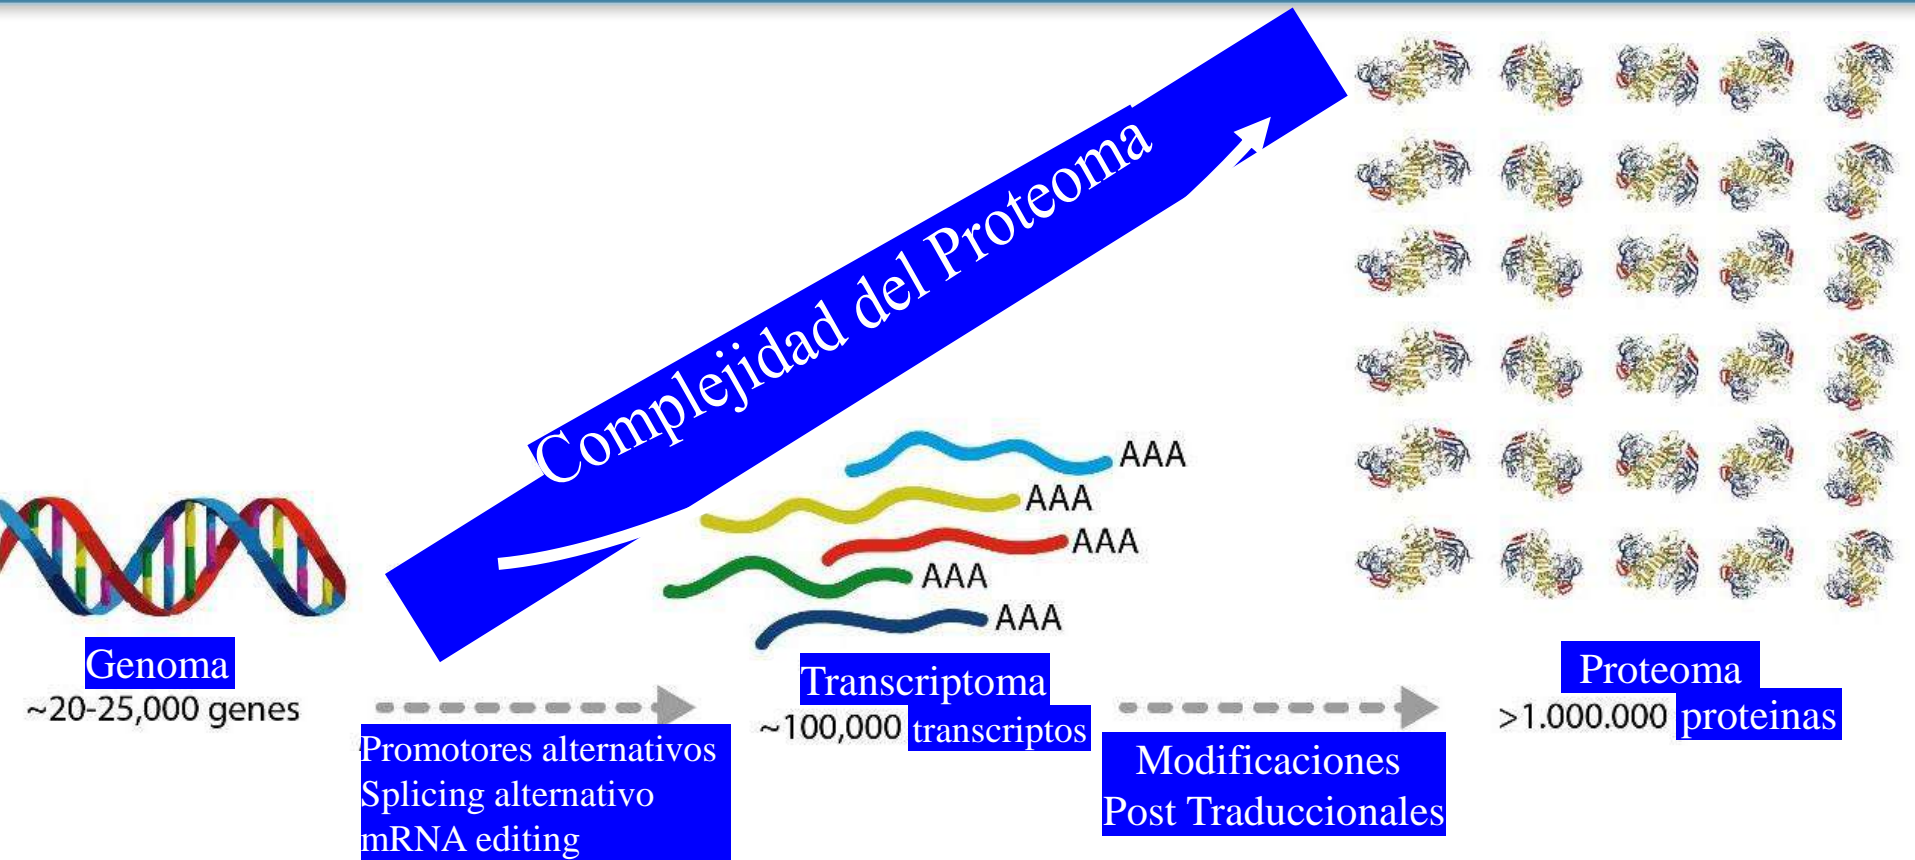 Complejidad del Proteoma
AAA
AAA
AAA
AAA
AAA
Genoma
~20-25,000 genes
Promotores alternativos
Splicing alternativo
mRNA editing
Transcriptoma
~100,000 transcriptos
Modificaciones
Post Traduccionales
Proteoma
>1.000.000 proteinas